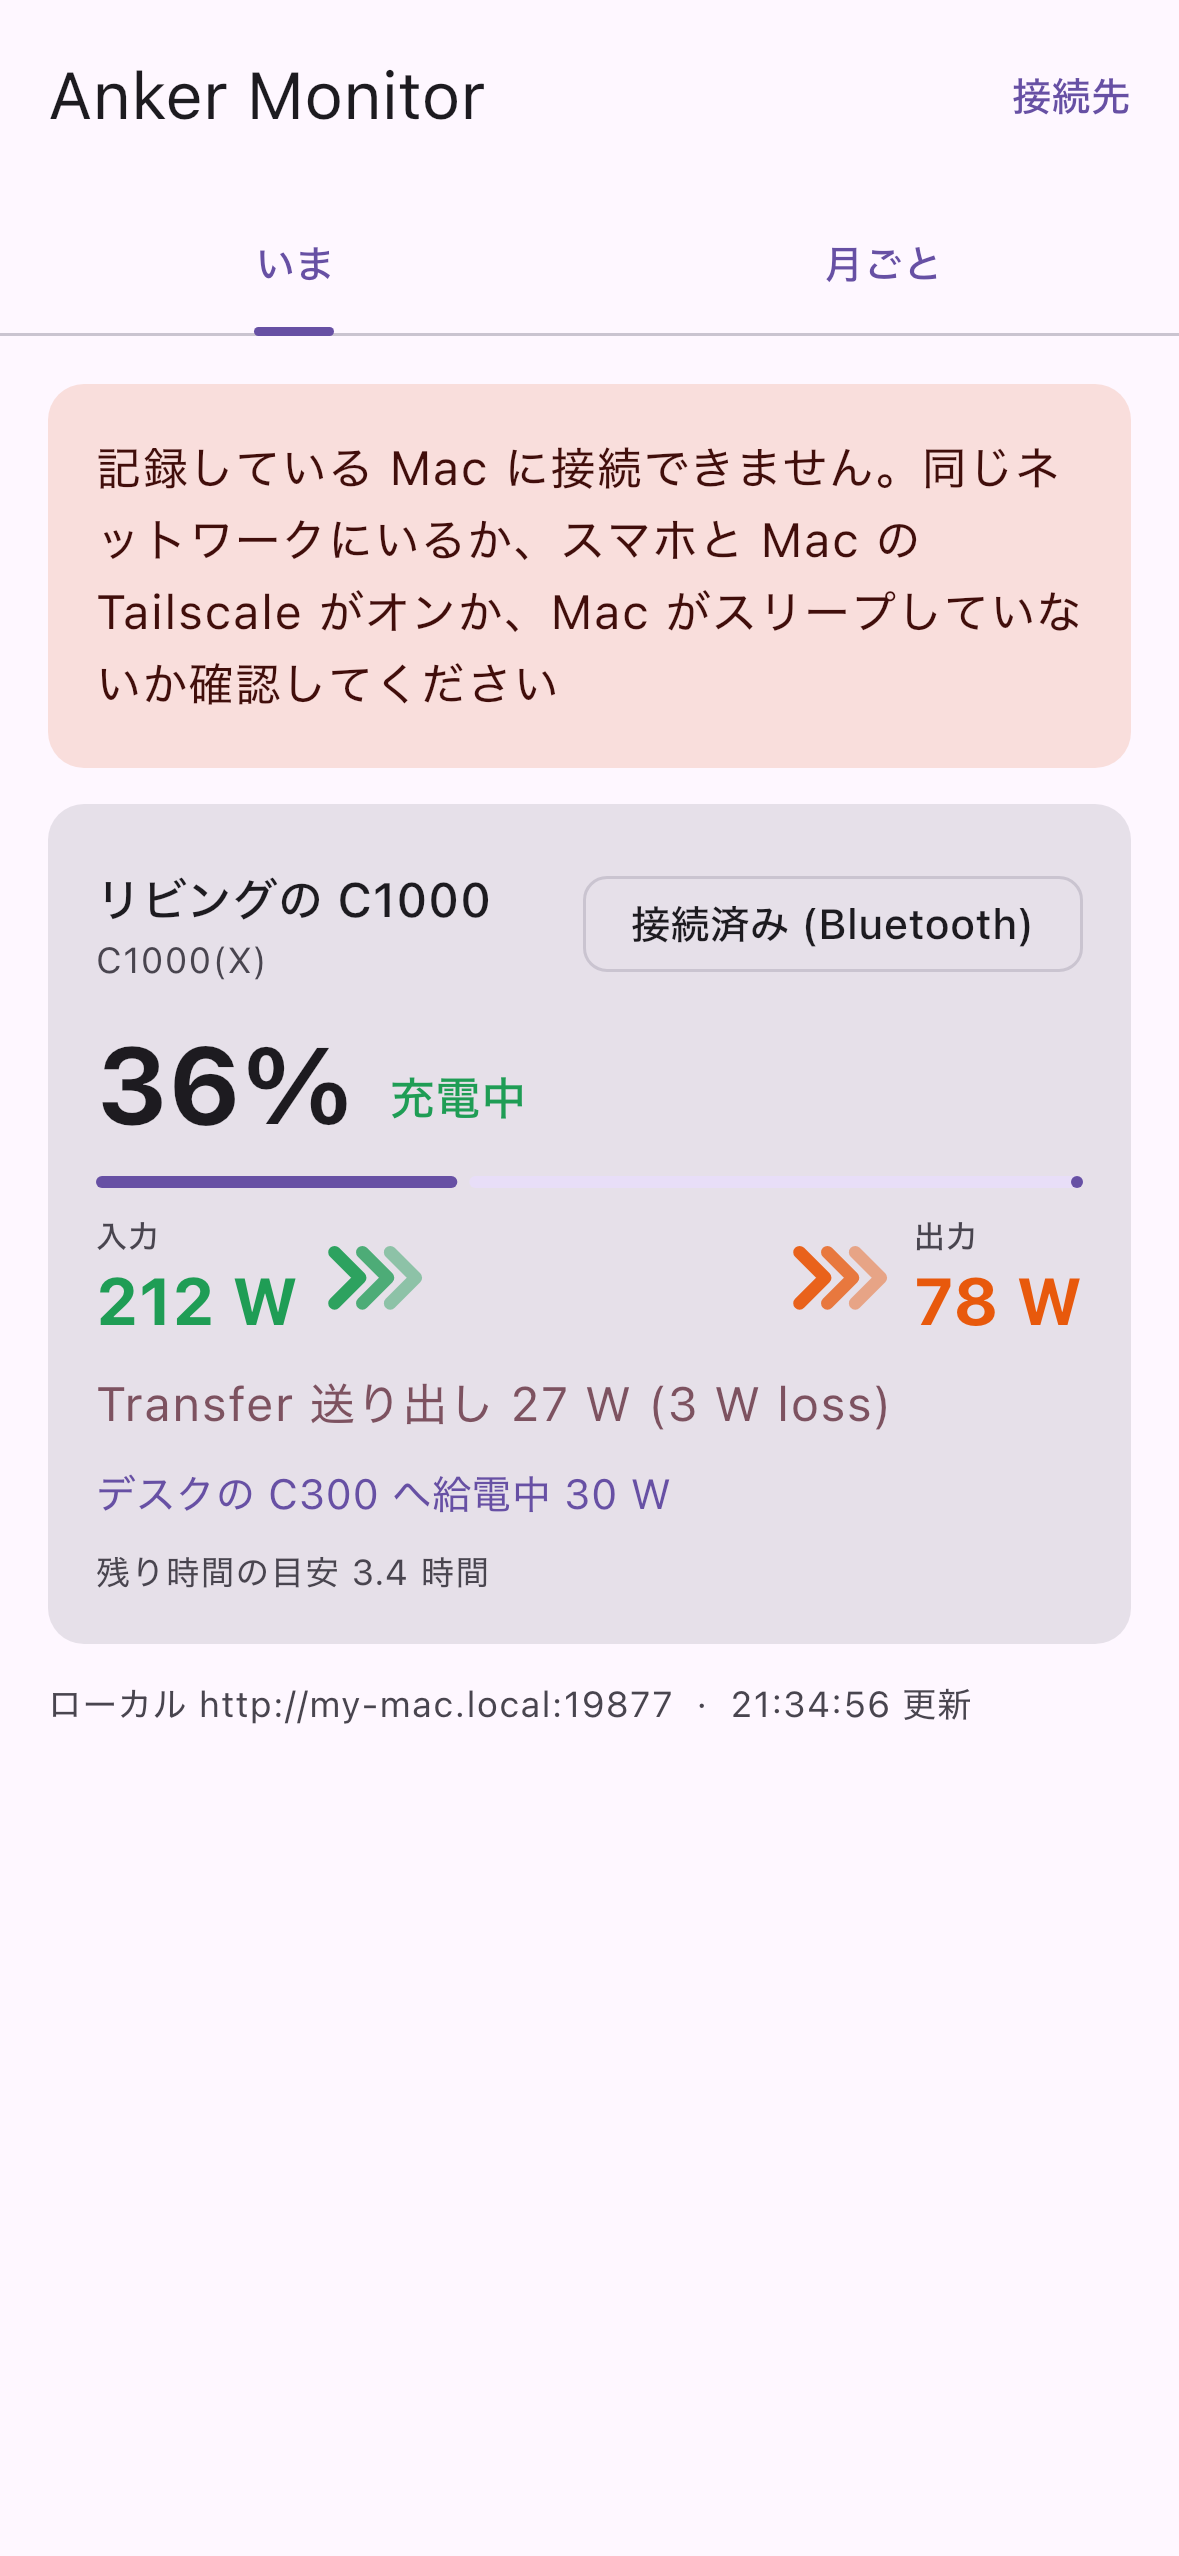 Anker Monitor
接続先
いま
月ごと
記録している Mac に接続できません。同じネ
ットワークにいるか、スマホと Mac の
Tailscale がオンか、Mac がスリープしていな
いか確認してください
リビングの C1000
C1000(X)
接続済み (Bluetooth)
36%
充電中
入力
212 W
出力
78 W
Transfer 送り出し 27 W (3 W loss)
デスクの C300 へ給電中 30 W
残り時間の目安 3.4 時間
ローカル http://my-mac.local:19877 · 21:34:56 更新